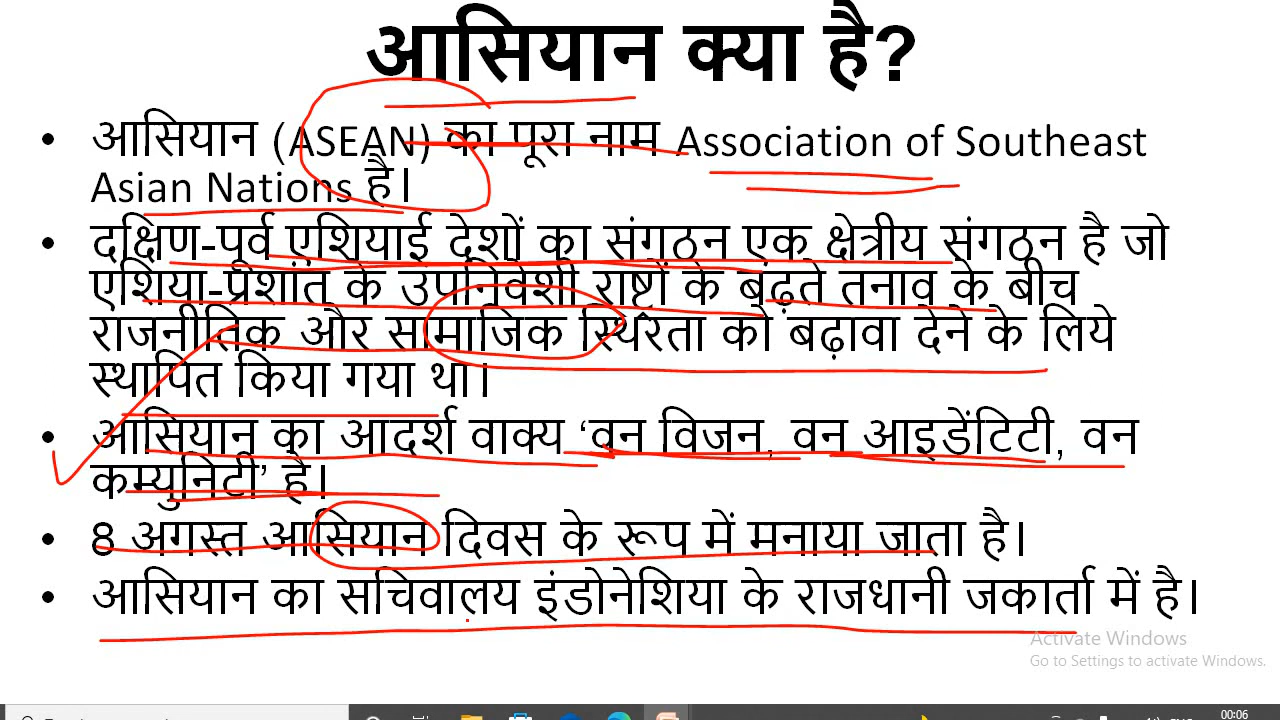 आसियान क्या है?
• आसियान (ASEAN) का पूरा नाम Association of Southeast
Asian Nations है।
• दक्षिण-पूर्व एशियाई देशों का संगठन एक क्षेत्रीय संगठन है जो
एशिया-प्रशांत के उपनिवेशी राष्ट्रों के बढ़ते तनाव के बीच
राजनीतिक और सामाजिक स्थिरता को बढ़ावा देने के लिये
स्थापित किया गया था।
• आसियान का आदर्श वाक्य ‘वन विजन, वन आइडेंटिटी, वन
कम्युनिटी’ है।
• 8 अगस्त आसियान दिवस के रूप में मनाया जाता है।
• आसियान का सचिवालय इंडोनेशिया के राजधानी जकार्ता में है।
Activate Windows
Go to Settings to activate Windows.
00:06